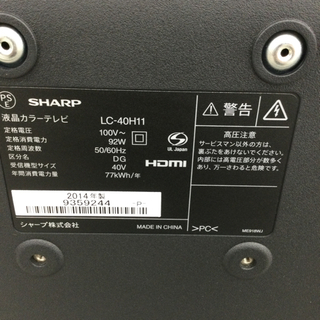 PS
E
SHARP
液晶カラーテレビ LC-40H11
定格電圧 100V~
定格消費電力 92W
定格周波数 50/60Hz
区分名 DG
受信機型サイズ 40V
年間消費電力量 77kWh/年
2014年製
9359244 -P-
シャープ株式会社
MADE IN CHINA
UL Japan
HDMI
警告
高圧注意
サービスマン以外の方は、
裏ぶたをあけないでください。
内部には高電圧部分が数多く
あり、万一さわると危険です。
>PC<